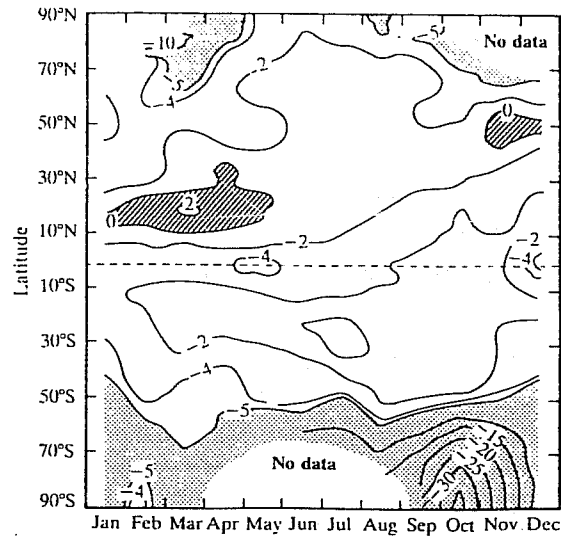 90°N
70°N
50°N
30°N
10°N
10°S
30°S
50°S
70°S
90°S
Latitude
Jan Feb Mar Apr May Jun Jul Aug Sep Oct Nov Dec
No data
No data
-10
-5
-4
-2
0
2
0
-2
-4
-2
-4
-2
-4
-5
-5
-4
-15
-20
-25
-30